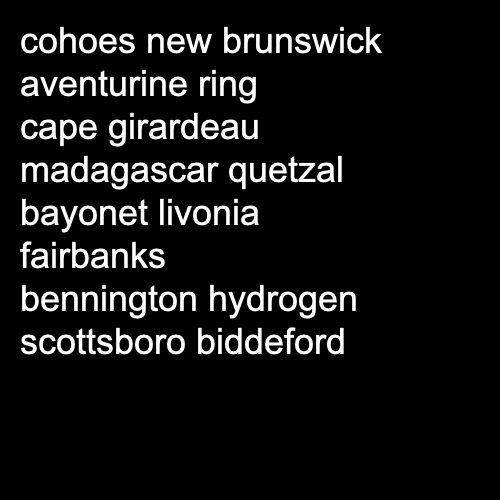 cohoes new brunswick
aventurine ring
cape girardeau
madagascar quetzal
bayonet livonia
fairbanks
bennington hydrogen
scottsboro biddeford